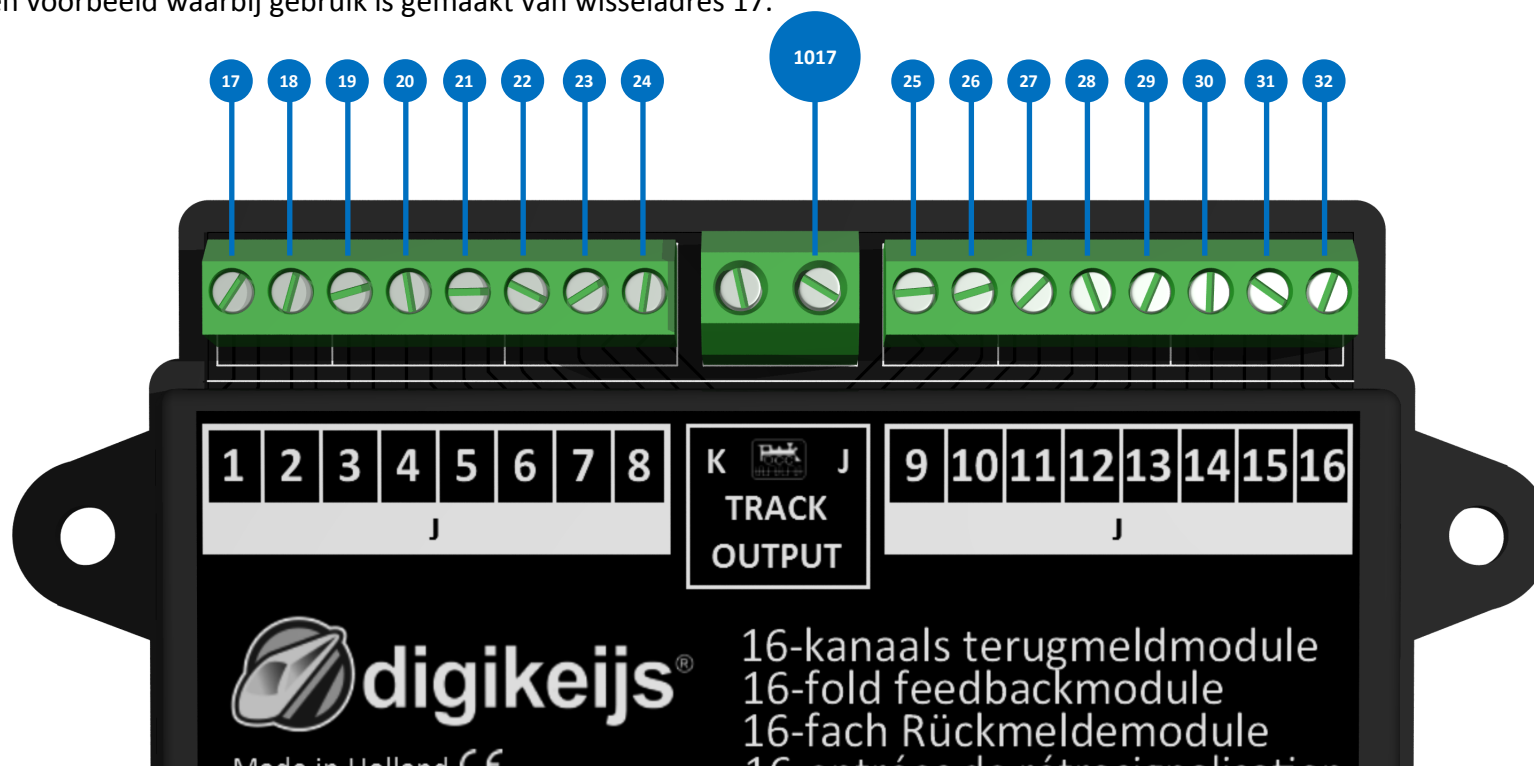 en voorbeeld waarbij gebruik is gemaakt van wisseladres 17.
1017
17 18 19 20 21 22 23 24 25 26 27 28 29 30 31 32
1 2 3 4 5 6 7 8 K J 9 10 11 12 13 14 15 16
J TRACK J
OUTPUT
digikeijs®
16-kanaals terugmeldmodule
16-fold feedbackmodule
16-fach Rückmeldemodule
Made in Holland CE